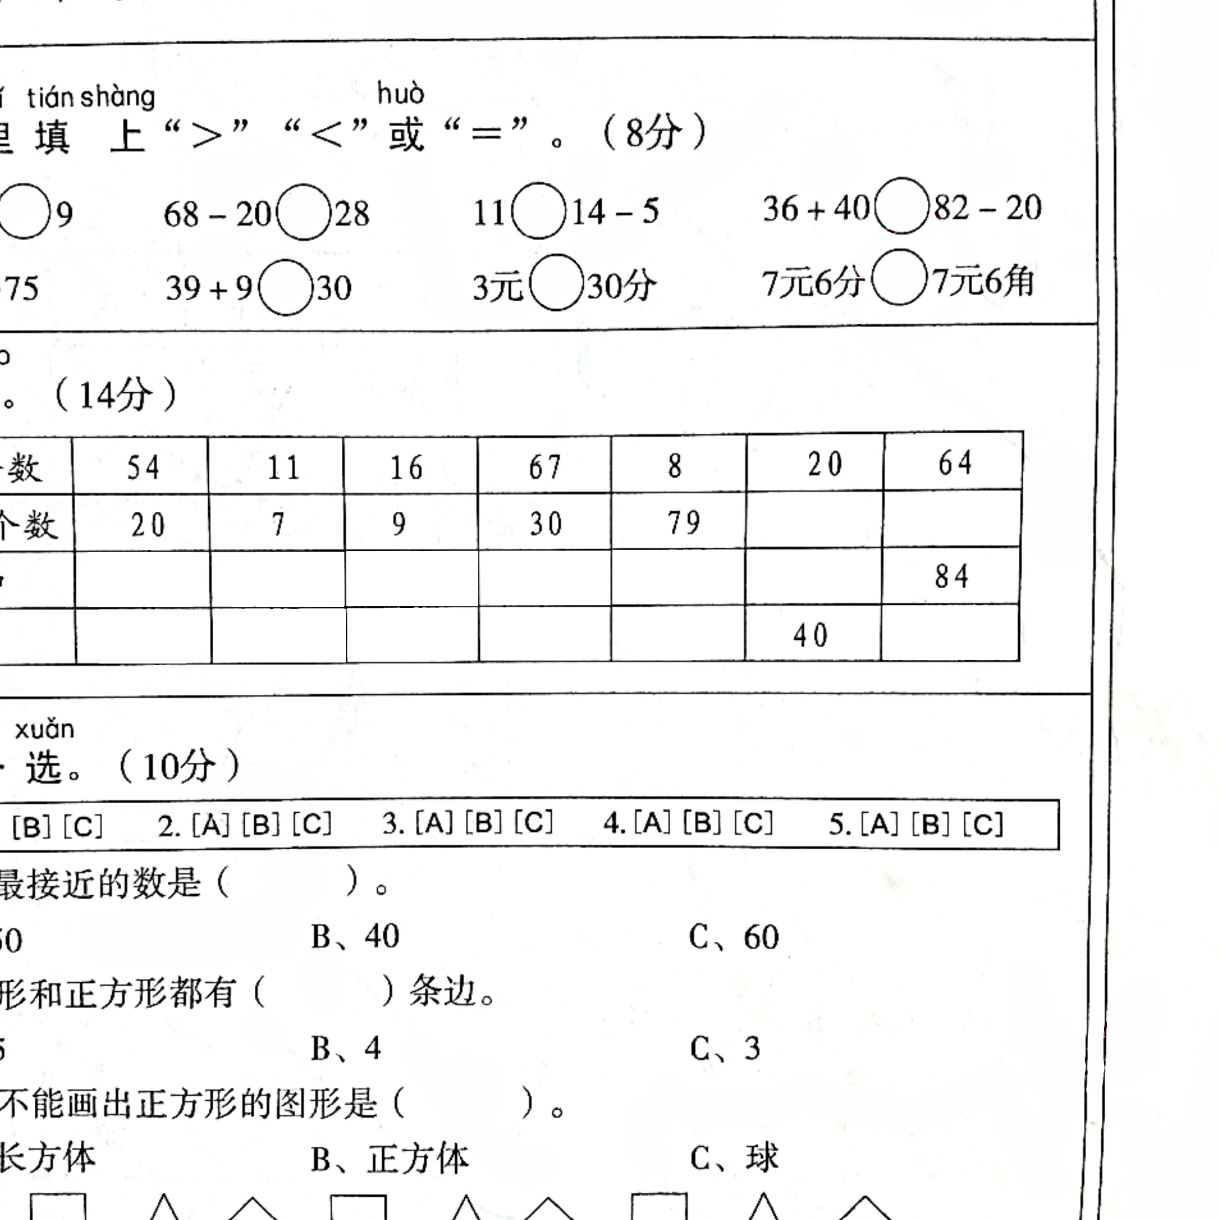 tián shàng huò
填 上 “＞” “＜” 或 “＝” 。（8分）
○9 68－20○28 11○14－5 36＋40○82－20
75 39＋9○30 3元○30分 7元6分○7元6角
。（14分）
数 54 11 16 67 8 20 64
个数 20 7 9 30 79
84
40
xuǎn
选。（10分）
[B] [C] 2. [A] [B] [C] 3. [A] [B] [C] 4. [A] [B] [C] 5. [A] [B] [C]
最接近的数是（ ）。
0 B、40 C、60
形和正方形都有（ ）条边。
B、4 C、3
不能画出正方形的图形是（ ）。
长方体 B、正方体 C、球